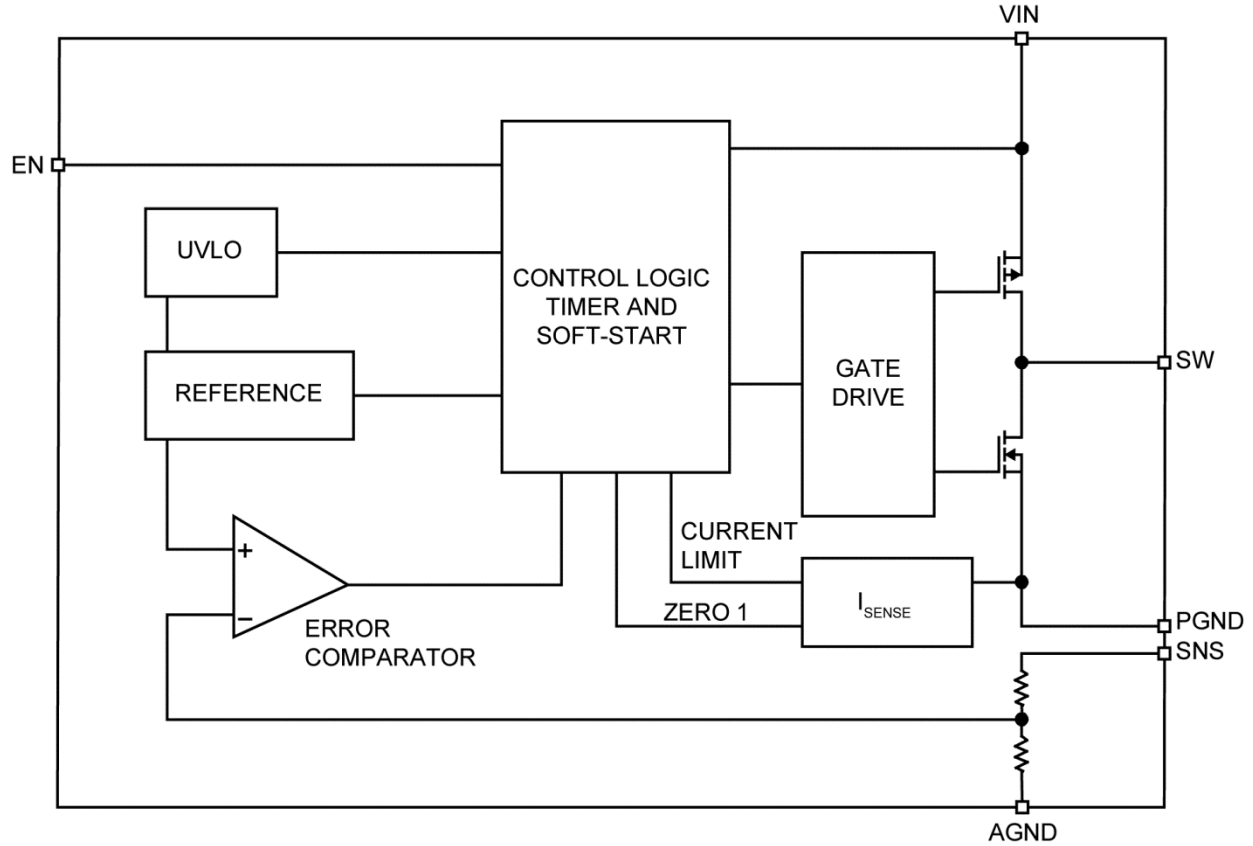 VIN
EN
UVLO
CONTROL LOGIC
TIMER AND
SOFT-START
REFERENCE
GATE
DRIVE
SW
+
−
ERROR
COMPARATOR
CURRENT
LIMIT
ZERO 1
ISENSE
PGND
SNS
AGND